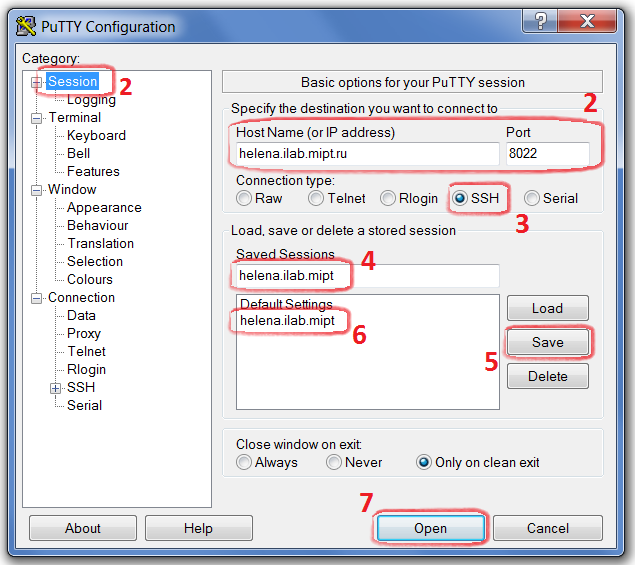 PuTTY Configuration
?
X
Category:
Session
2
Logging
Terminal
Keyboard
Bell
Features
Window
Appearance
Behaviour
Translation
Selection
Colours
Connection
Data
Proxy
Telnet
Rlogin
SSH
Serial
Basic options for your PuTTY session
Specify the destination you want to connect to
2
Host Name (or IP address) Port
helena.ilab.mipt.ru 8022
Connection type:
Raw Telnet Rlogin SSH Serial
3
Load, save or delete a stored session
Saved Sessions
4
helena.ilab.mipt
Default Settings
helena.ilab.mipt
6
Load
Save
5
Delete
Close window on exit:
Always Never Only on clean exit
7
About Help Open Cancel